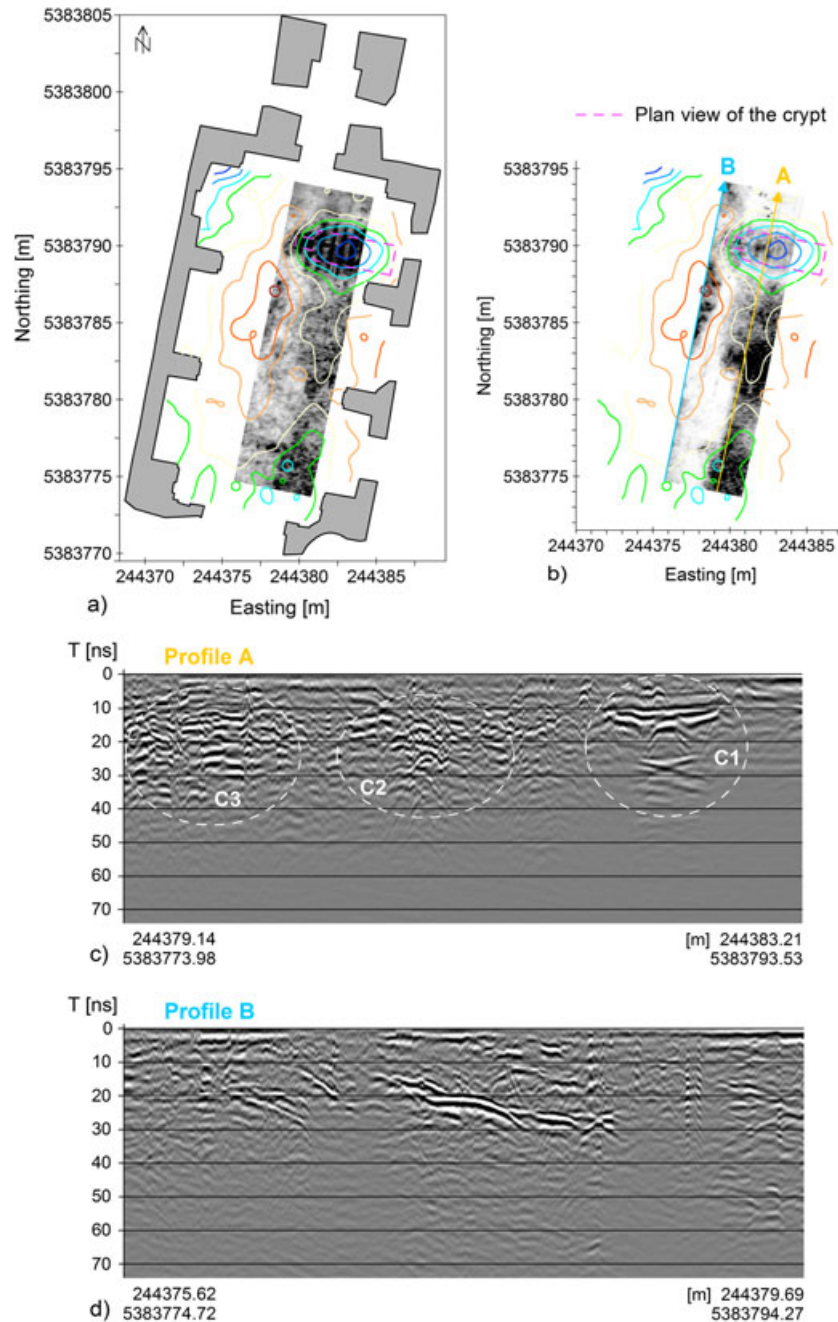 5383805
N
5383800
5383795
5383790
5383785
5383780
5383775
5383770
Northing [m]
244370 244375 244380 244385
a) Easting [m]
Plan view of the crypt
B A
5383795
5383790
5383785
5383780
5383775
Northing [m]
244370 244375 244380 244385
b) Easting [m]
T [ns] Profile A
0
10
20
30
40
50
60
70
C3 C2 C1
244379.14 [m] 244383.21
c) 5383773.98 5383793.53
T [ns] Profile B
0
10
20
30
40
50
60
70
244375.62 [m] 244379.69
d) 5383774.72 5383794.27